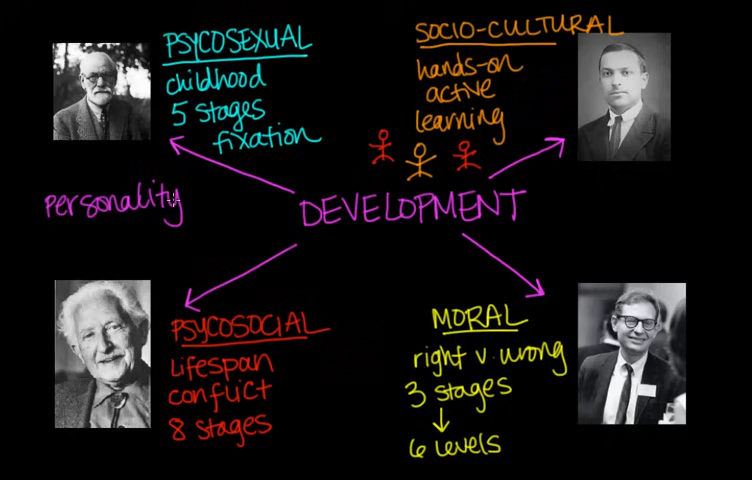 PSYCOSEXUAL
childhood
5 stages
fixation
SOCIO-CULTURAL
hands-on
active
learning
personality
DEVELOPMENT
PSYCOSOCIAL
lifespan
conflict
8 stages
MORAL
right v. wrong
3 stages
6 levels